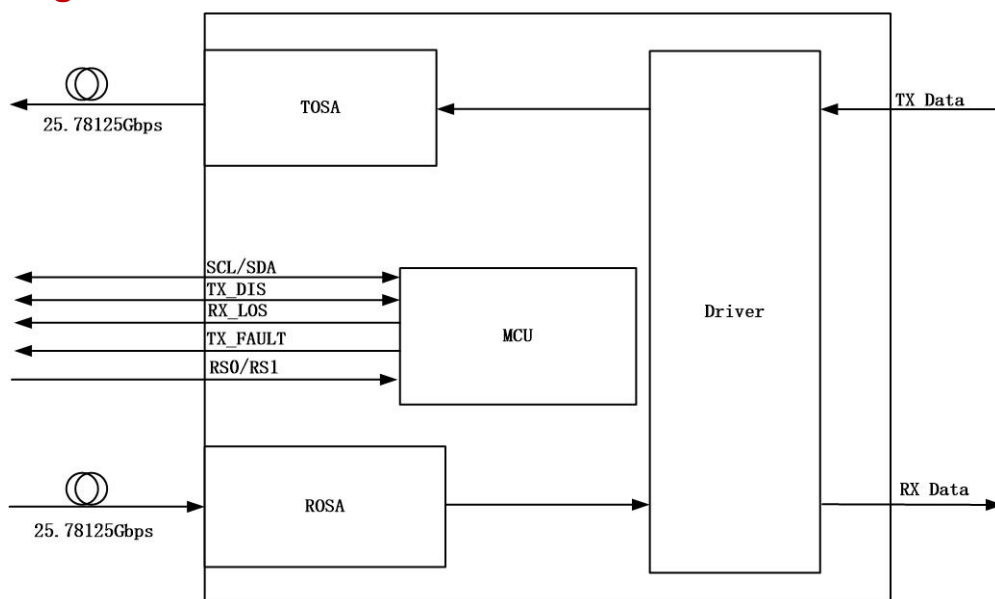 TOSA
TX Data
25.78125Gbps
SCL/SDA
TX_DIS
RX_LOS
TX_FAULT
RS0/RS1
MCU
Driver
ROSA
RX Data
25.78125Gbps